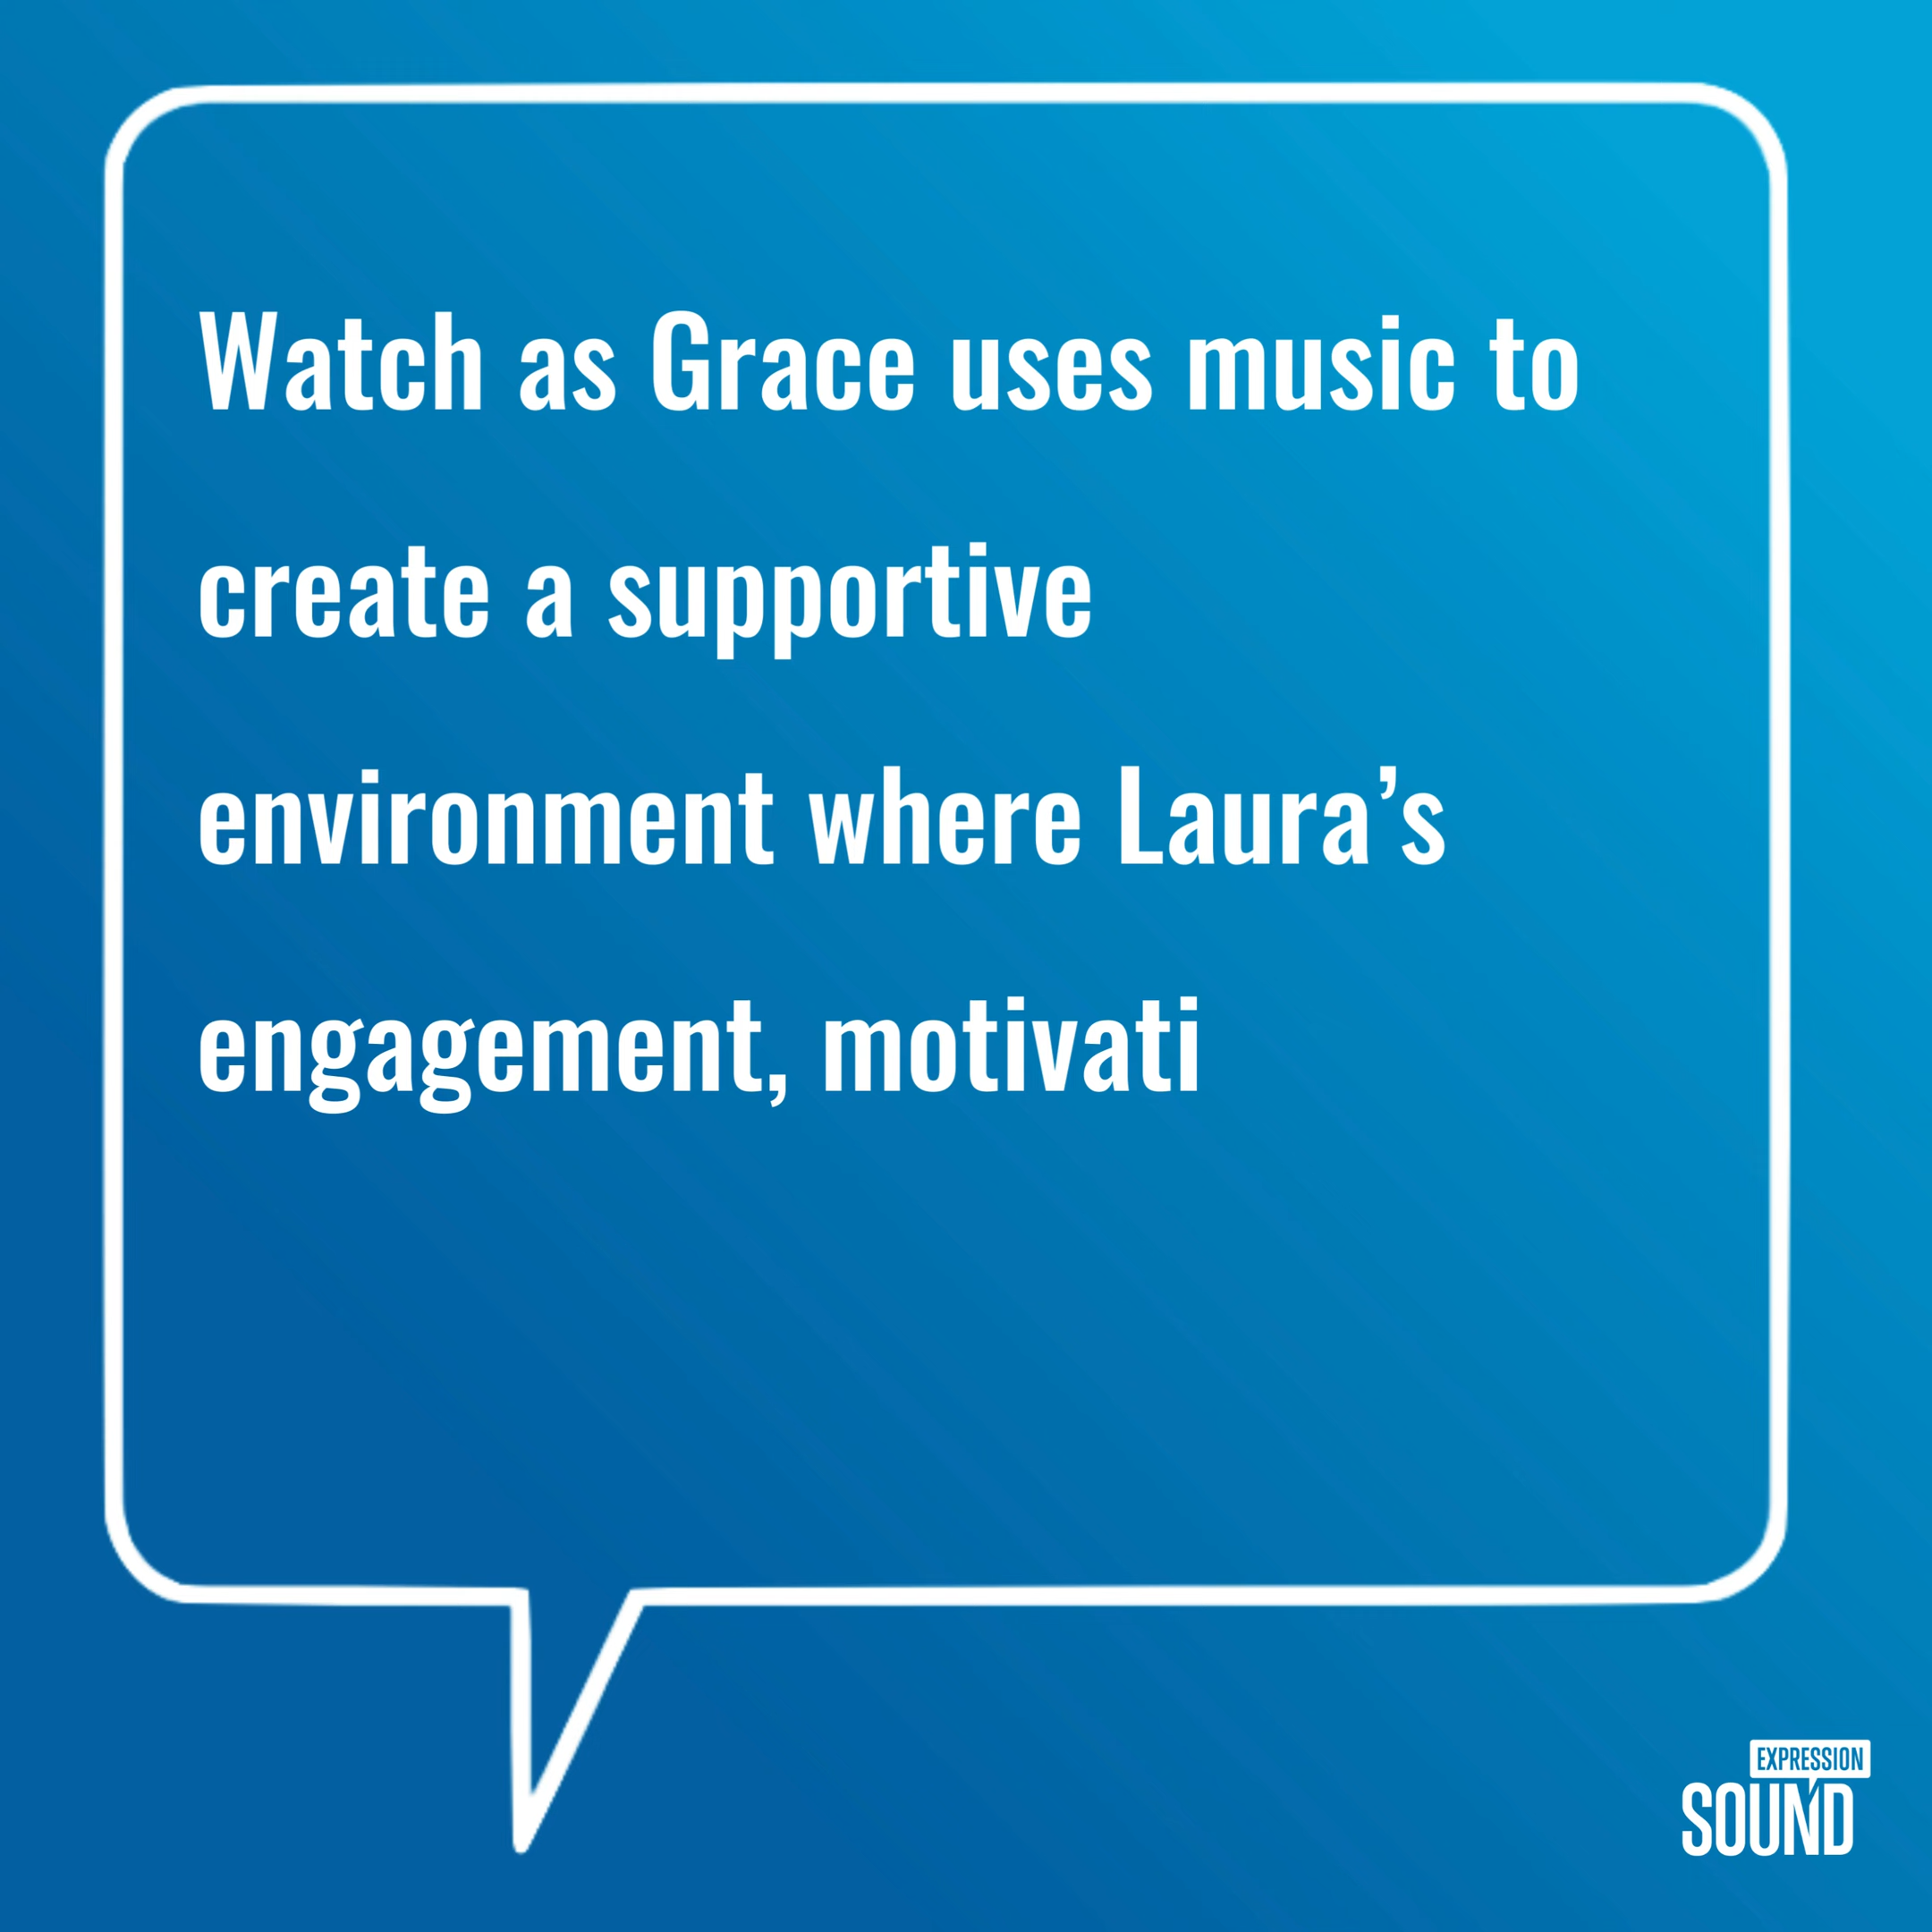 Watch as Grace uses music to
create a supportive
environment where Laura’s
engagement, motivati
EXPRESSION
SOUND